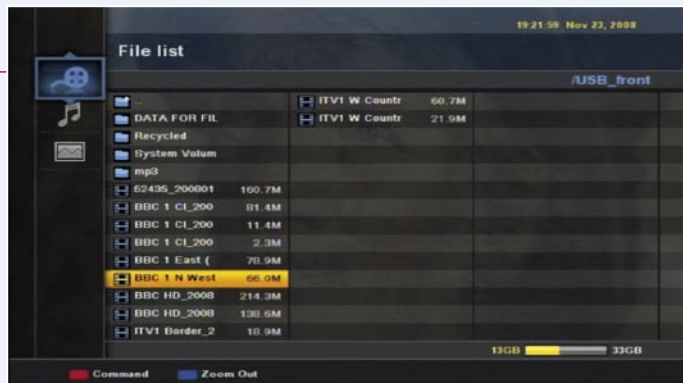 19:21:59 Nov 23, 2008
File list
/USB_front
..
DATA FOR FIL
Recycled
System Volum
mp3
52435_200801 160.7M
BBC 1 CI_200 81.4M
BBC 1 CI_200 11.4M
BBC 1 CI_200 2.3M
BBC 1 East ( 78.9M
BBC 1 N West 66.0M
BBC HD_2008 214.3M
BBC HD_2008 138.6M
ITV1 Border_2 18.9M
ITV1 W Countr 60.7M
ITV1 W Countr 21.9M
13GB 33GB
Command Zoom Out